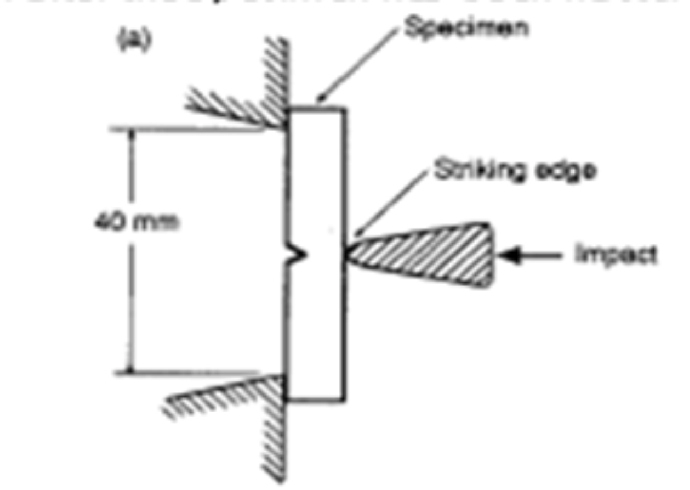 (a)
Specimen
Striking edge
40 mm
Impact